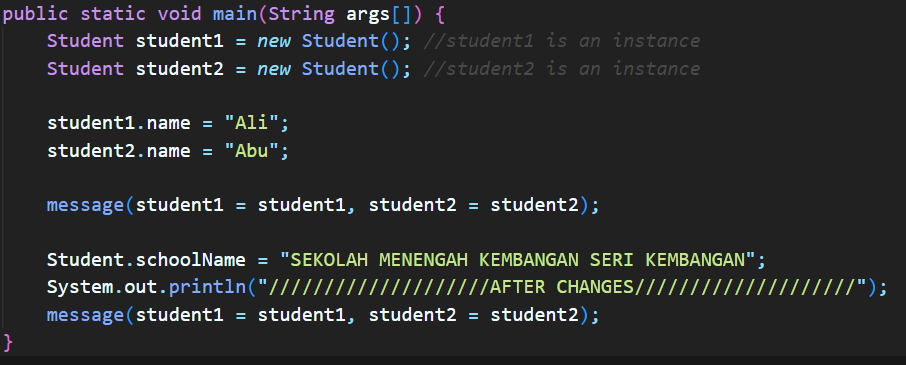 public static void main(String args[]) {
    Student student1 = new Student(); //student1 is an instance
    Student student2 = new Student(); //student2 is an instance
    student1.name = "Ali";
    student2.name = "Abu";
    message(student1 = student1, student2 = student2);
    Student.schoolName = "SEKOLAH MENENGAH KEMBANGAN SERI KEMBANGAN";
    System.out.println("////////////////////AFTER CHANGES////////////////////");
    message(student1 = student1, student2 = student2);
}